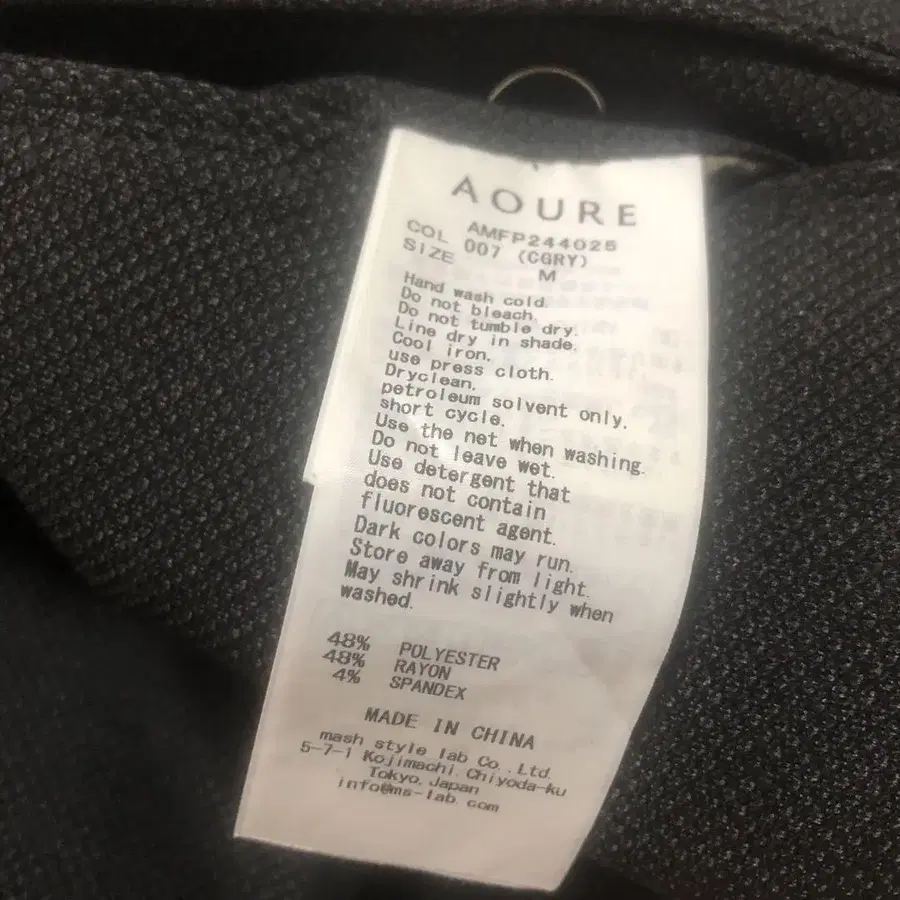 AOURE
AMFP244025
COL 007 (CGRY)
SIZE M
Hand wash cold.
Do not bleach.
Do not tumble dry.
Line dry in shade.
Cool iron.
use press cloth.
Dryclean,
petroleum solvent only,
short cycle.
Use the net when washing.
Do not leave wet.
Use detergent that
does not contain
fluorescent agent.
Dark colors may run.
Store away from light.
May shrink slightly when
washed.
48% POLYESTER
48% RAYON
4% SPANDEX
MADE IN CHINA
mash style lab Co.,Ltd.
5-7-1 Kojimachi Chiyoda-ku
Tokyo, Japan
info@ms-lab.com